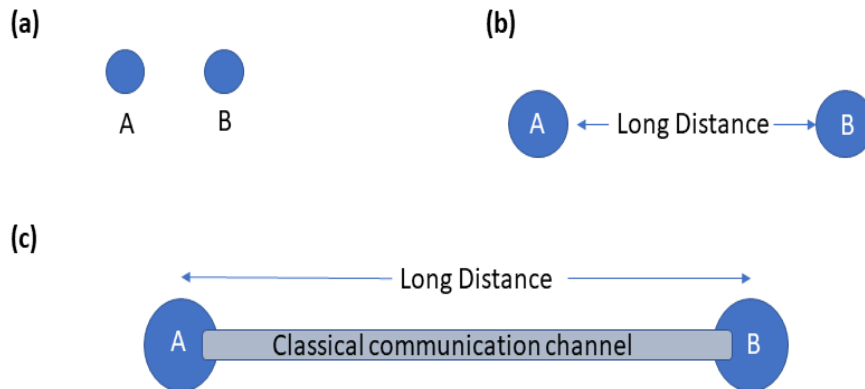 (a)
A
B
(b)
A
Long Distance
B
(c)
Long Distance
A
Classical communication channel
B